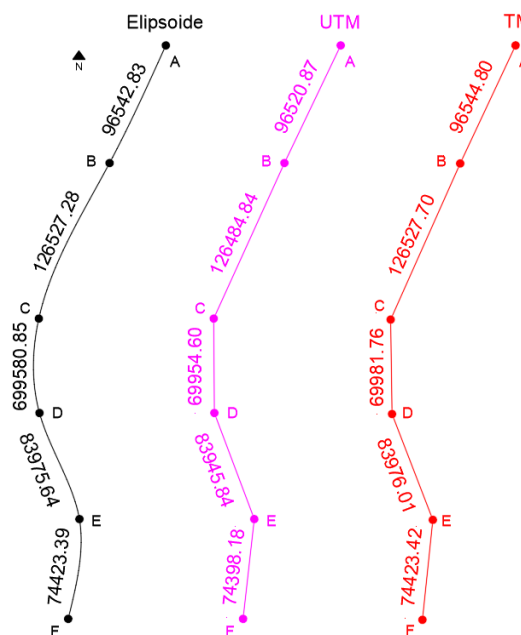 Elipsoide
N
A
96542.83
B
126527.28
C
699580.85
D
83975.64
E
74423.39
F
UTM
A
96520.87
B
126484.84
C
69954.60
D
83945.84
E
74398.18
F
TM
A
96544.80
B
126527.70
C
69981.76
D
83976.01
E
74423.42
F